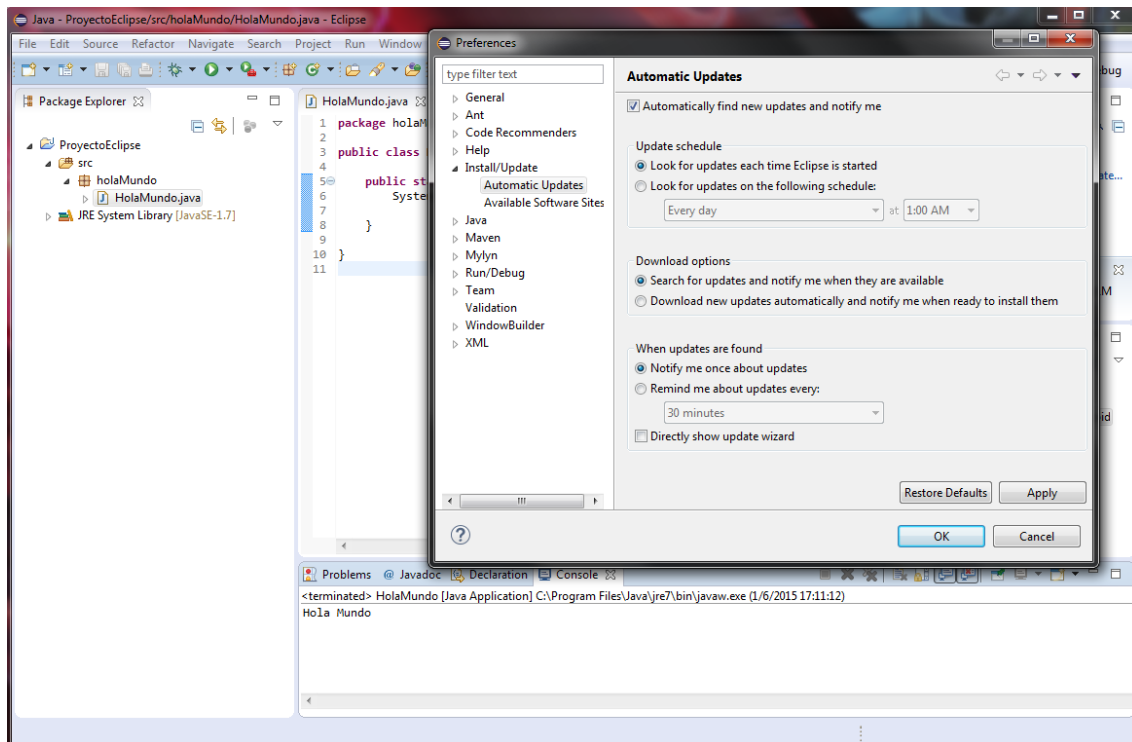 Java - ProyectoEclipse/src/holaMundo/HolaMundo.java - Eclipse
File Edit Source Refactor Navigate Search Project Run Window
Package Explorer
ProyectoEclipse
src
holaMundo
HolaMundo.java
JRE System Library [JavaSE-1.7]
HolaMundo.java
1 package holaM
2
3 public class
4
5 public st
6 Syste
7
8 }
9
10 }
11
Preferences
type filter text
General
Ant
Code Recommenders
Help
Install/Update
Automatic Updates
Available Software Sites
Java
Maven
Mylyn
Run/Debug
Team
Validation
WindowBuilder
XML
Automatic Updates
Automatically find new updates and notify me
Update schedule
Look for updates each time Eclipse is started
Look for updates on the following schedule:
Every day at 1:00 AM
Download options
Search for updates and notify me when they are available
Download new updates automatically and notify me when ready to install them
When updates are found
Notify me once about updates
Remind me about updates every:
30 minutes
Directly show update wizard
Restore Defaults Apply
OK Cancel
bug
ate...
M
id
Problems @ Javadoc Declaration Console
<terminated> HolaMundo [Java Application] C:\Program Files\Java\jre7\bin\javaw.exe (1/6/2015 17:11:12)
Hola Mundo